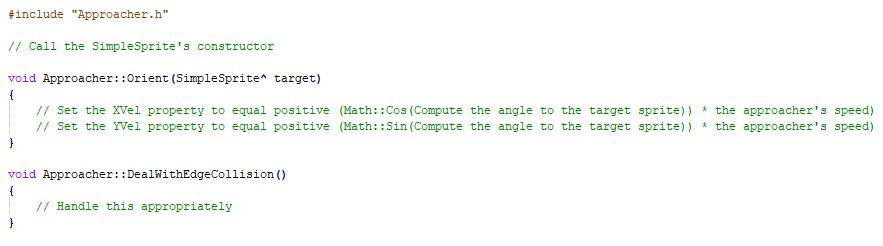 #include "Approacher.h"
// Call the SimpleSprite's constructor
void Approacher::Orient(SimpleSprite^ target)
{
// Set the XVel property to equal positive (Math::Cos(Compute the angle to the target sprite)) * the approacher's speed)
// Set the YVel property to equal positive (Math::Sin(Compute the angle to the target sprite)) * the approacher's speed)
}
void Approacher::DealWithEdgeCollision()
{
// Handle this appropriately
}